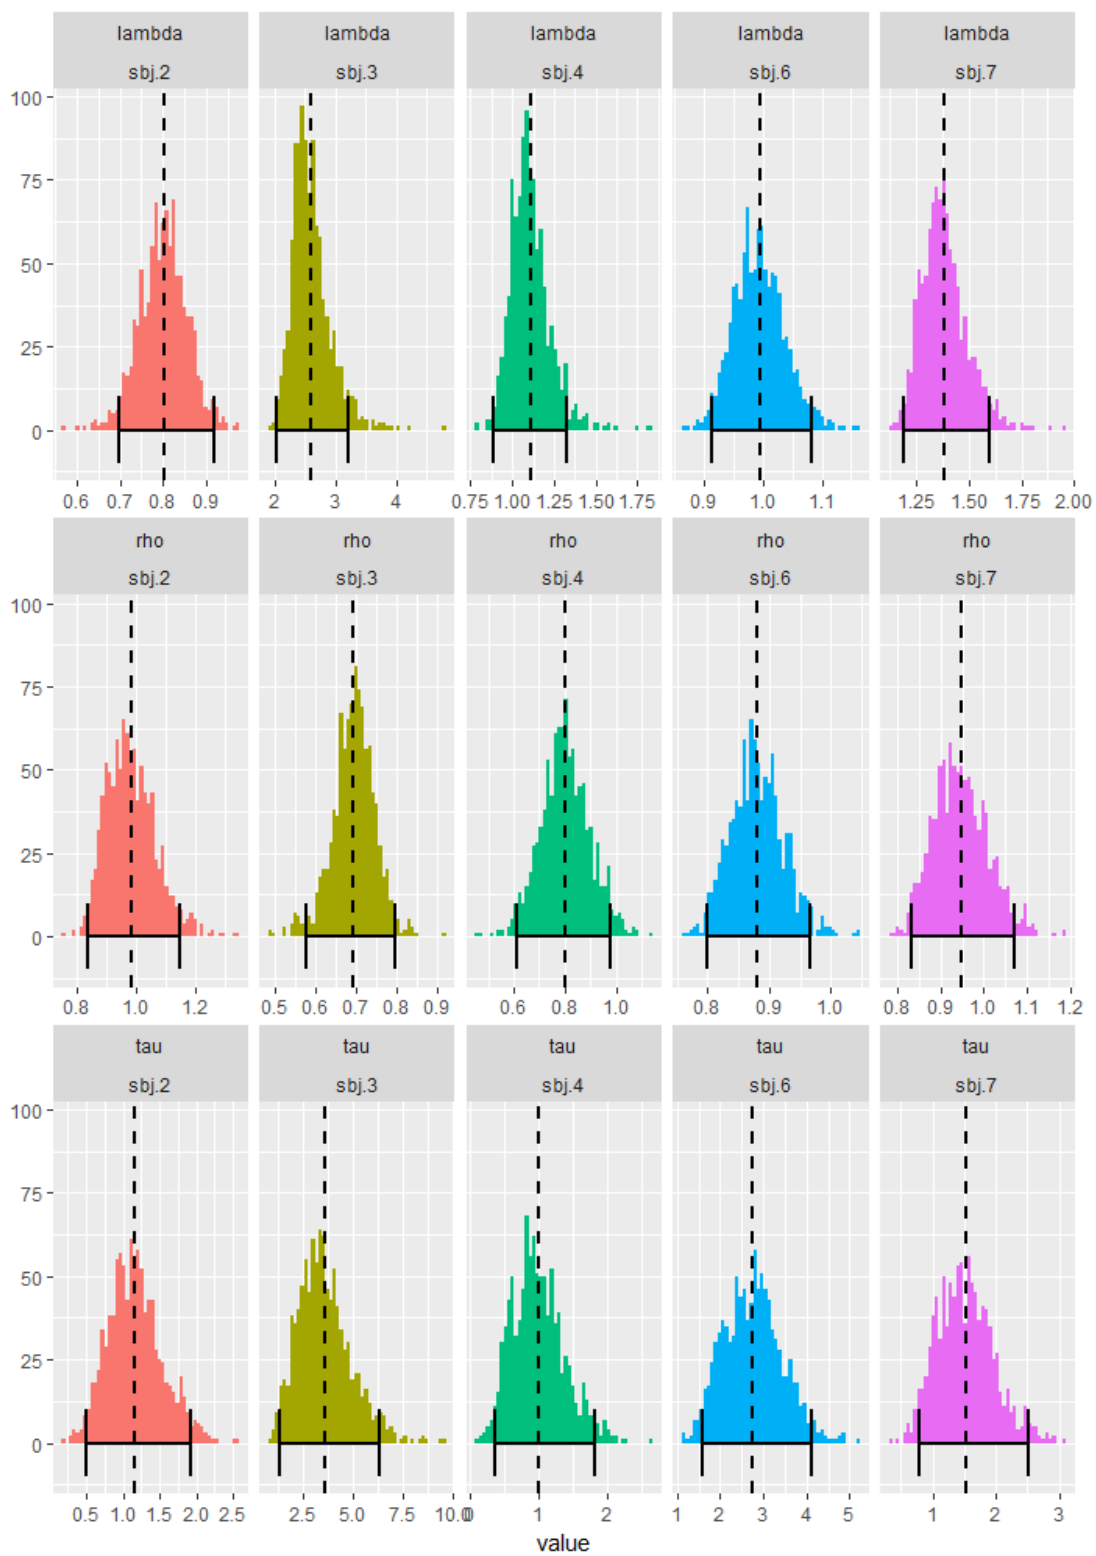 lambda lambda lambda lambda lambda
sbj.2 sbj.3 sbj.4 sbj.6 sbj.7
100
75
50
25
0
0.6 0.7 0.8 0.9 2 3 4 0.75 1.00 1.25 1.50 1.75 0.9 1.0 1.1 1.25 1.50 1.75 2.00
rho rho rho rho rho
sbj.2 sbj.3 sbj.4 sbj.6 sbj.7
100
75
50
25
0
0.8 1.0 1.2 0.5 0.6 0.7 0.8 0.9 0.6 0.8 1.0 0.8 0.9 1.0 0.8 0.9 1.0 1.1 1.2
tau tau tau tau tau
sbj.2 sbj.3 sbj.4 sbj.6 sbj.7
100
75
50
25
0
0.5 1.0 1.5 2.0 2.5 2.5 5.0 7.5 10.0 0 1 2 1 2 3 4 5 1 2 3
value